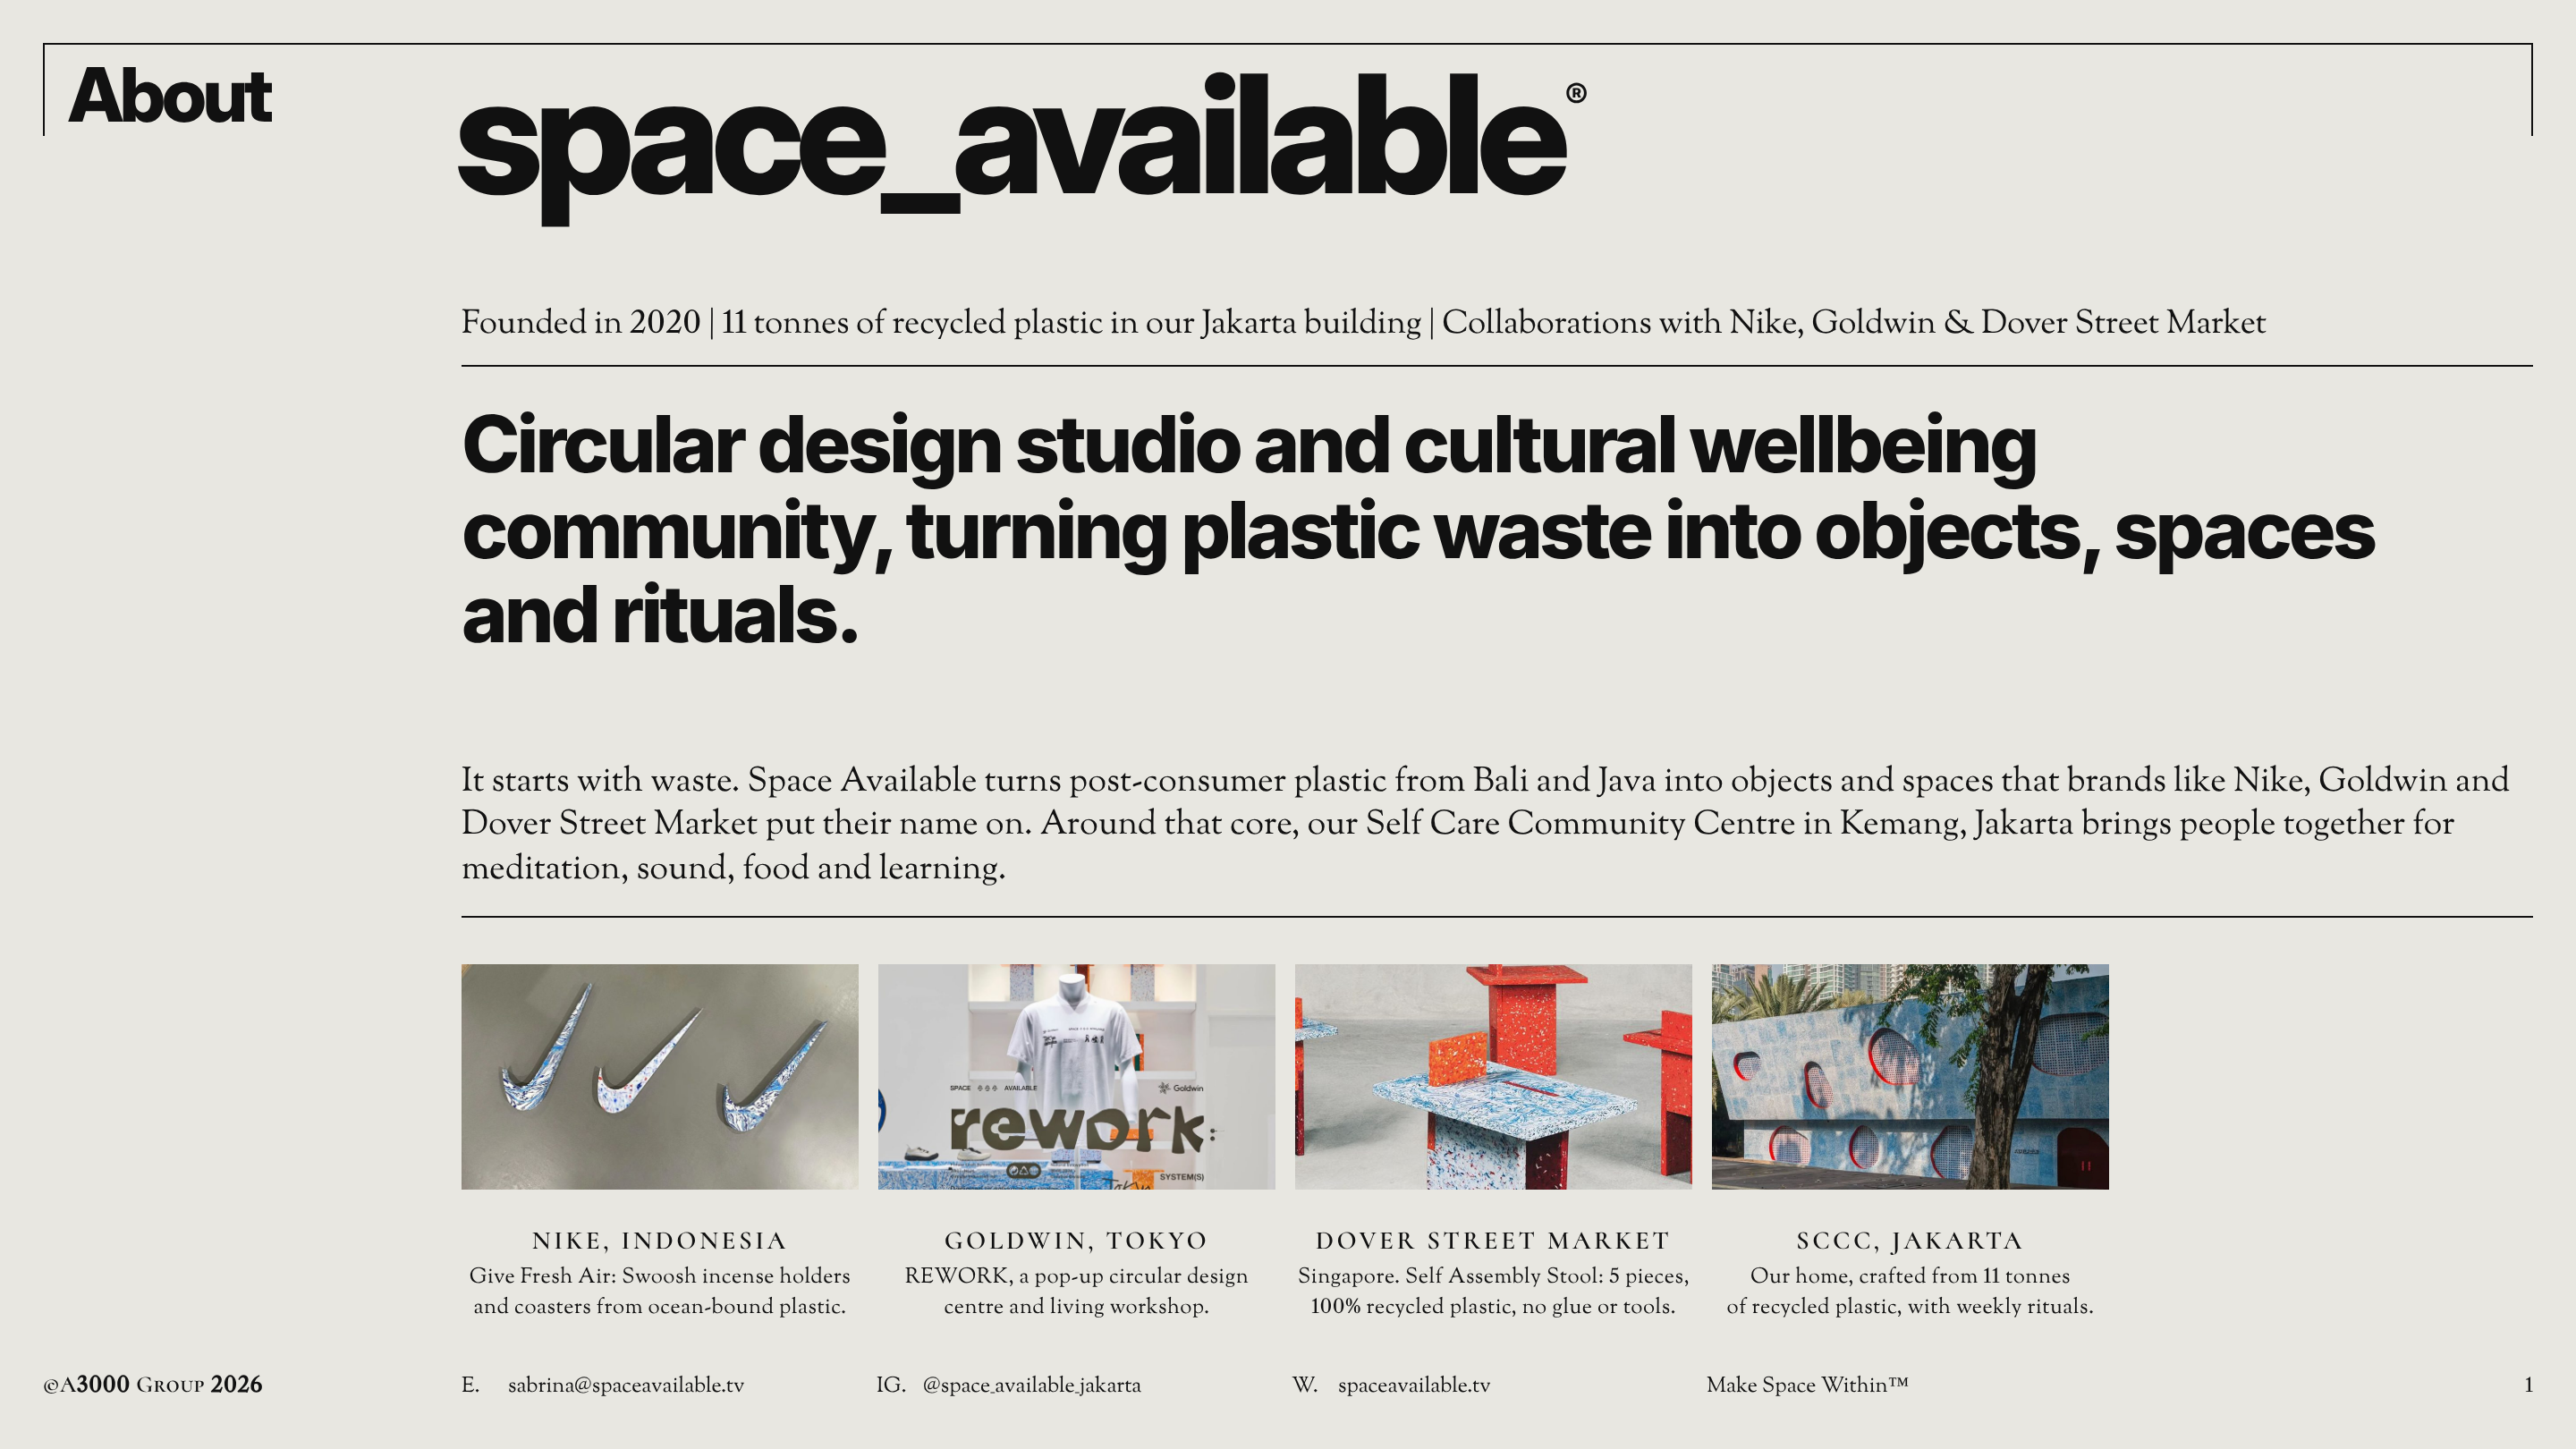 About
space_available®
Founded in 2020 | 11 tonnes of recycled plastic in our Jakarta building | Collaborations with Nike, Goldwin & Dover Street Market
Circular design studio and cultural wellbeing
community, turning plastic waste into objects, spaces
and rituals.
It starts with waste. Space Available turns post-consumer plastic from Bali and Java into objects and spaces that brands like Nike, Goldwin and
Dover Street Market put their name on. Around that core, our Self Care Community Centre in Kemang, Jakarta brings people together for
meditation, sound, food and learning.
SPACE AVAILABLE
Goldwin
rework:
SYSTEM(S)
Tokyo
NIKE, INDONESIA
Give Fresh Air: Swoosh incense holders
and coasters from ocean-bound plastic.
GOLDWIN, TOKYO
REWORK, a pop-up circular design
centre and living workshop.
DOVER STREET MARKET
Singapore. Self Assembly Stool: 5 pieces,
100% recycled plastic, no glue or tools.
SCCC, JAKARTA
Our home, crafted from 11 tonnes
of recycled plastic, with weekly rituals.
©A3000 Group 2026
E. sabrina@spaceavailable.tv
IG. @space_available_jakarta
W. spaceavailable.tv
Make Space Within™
1